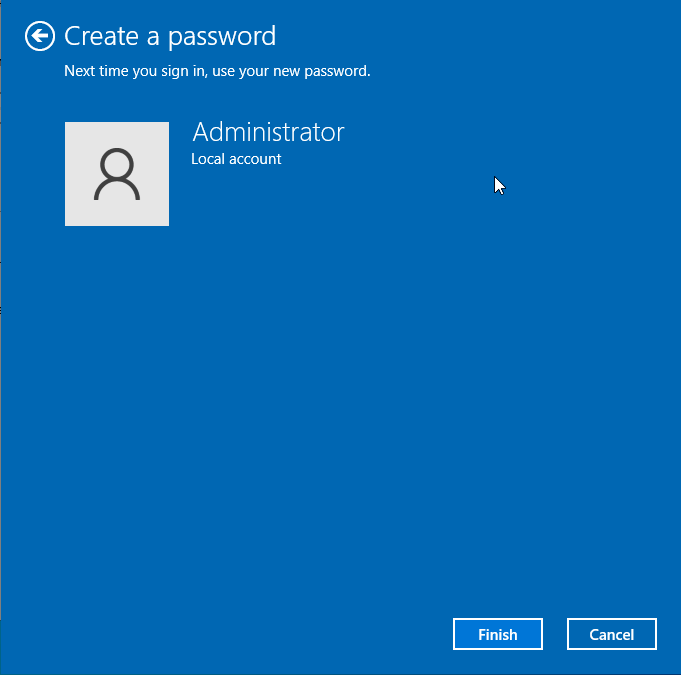 Create a password
Next time you sign in, use your new password.
Administrator
Local account
Finish
Cancel